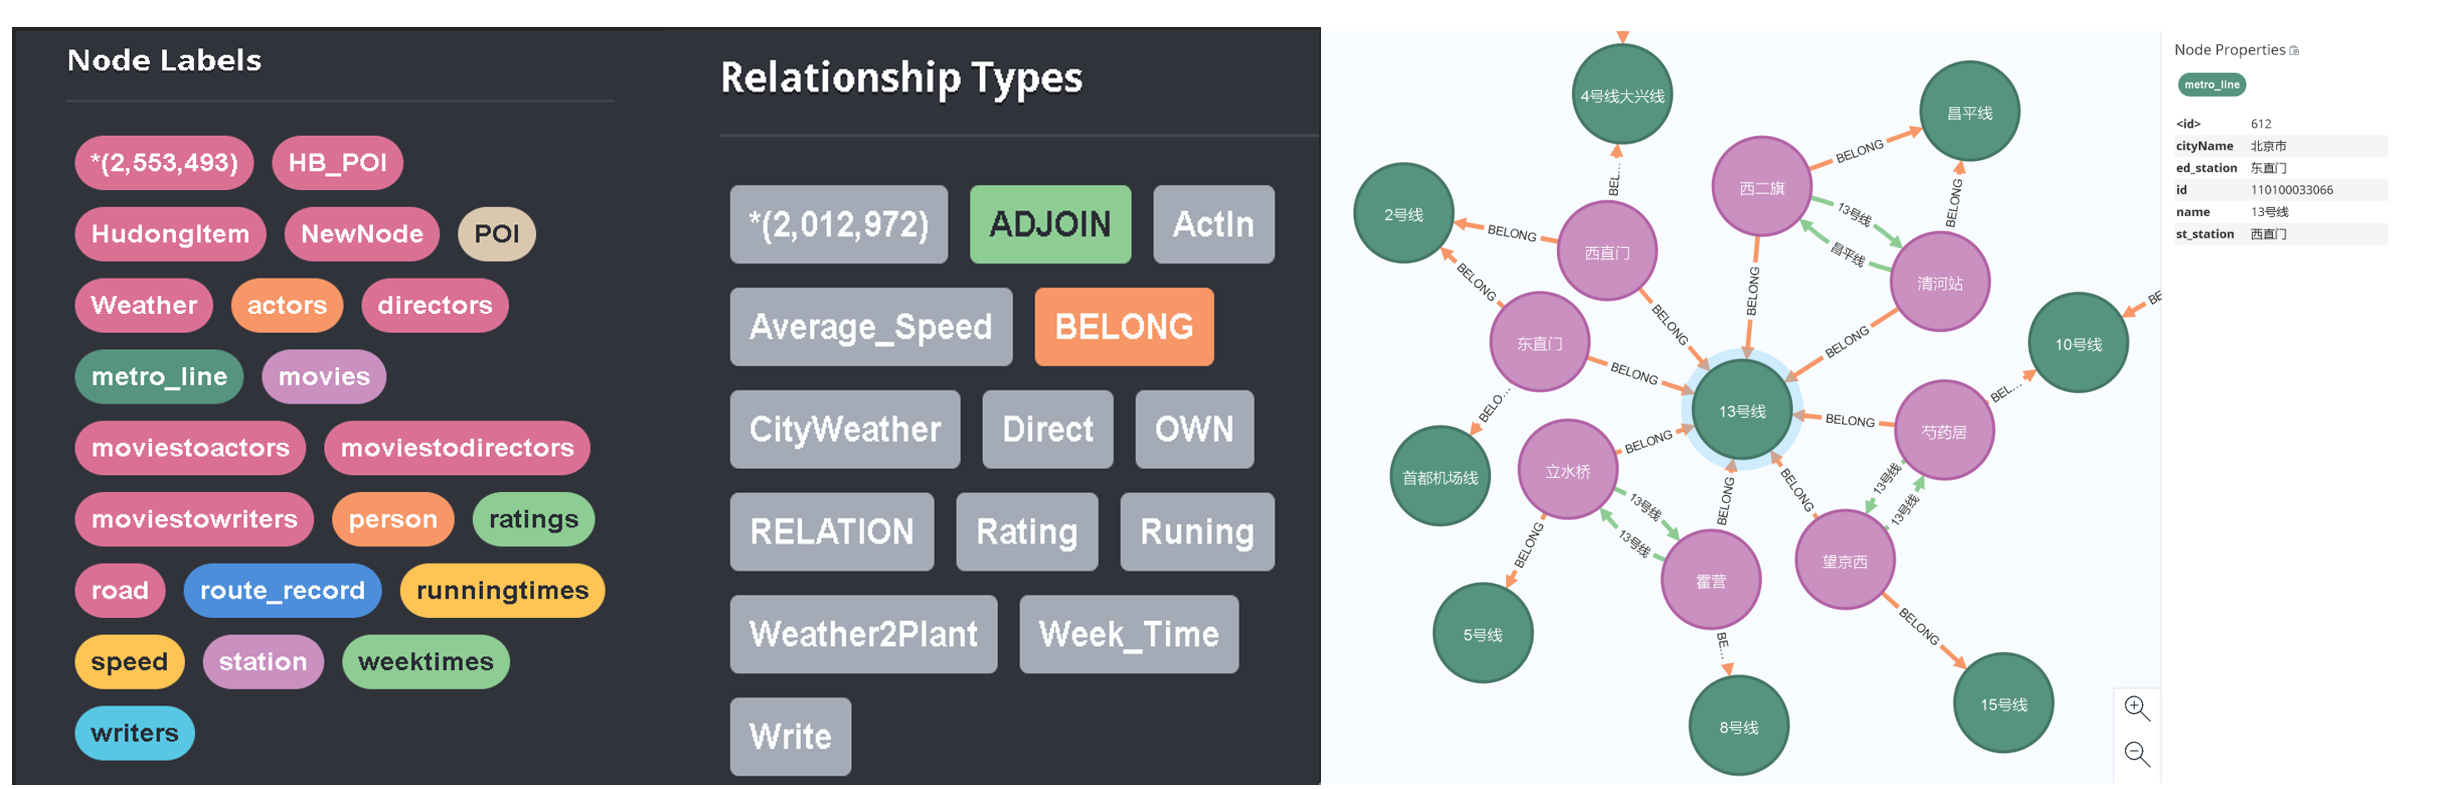 Node Labels
*(2,553,493) HB_POI
HudongItem NewNode POI
Weather actors directors
metro_line movies
moviestoactors moviestodirectors
moviestowriters person ratings
road route_record runningtimes
speed station weektimes
writers
Relationship Types
*(2,012,972) ADJOIN ActIn
Average_Speed BELONG
CityWeather Direct OWN
RELATION Rating Runing
Weather2Plant Week_Time
Write
4号线大兴线
昌平线
BELONG
西二旗
BEL...
2号线
BELONG
西直门
13号线
昌平线
BELONG
清河站
BELONG
BELONG
BELONG
东直门
BELONG
BELONG
10号线
BE
BELONG
13号线
BELONG
芍药居
BEL...
BELO...
首都机场线
立水桥
BELONG
13号线
13号线
BELONG
BELONG
13号线
13号线
BELONG
霍营
望京西
5号线
BE...
BELONG
8号线
15号线
Node Properties
metro_line
<id> 612
cityName 北京市
ed_station 东直门
id 110100033066
name 13号线
st_station 西直门